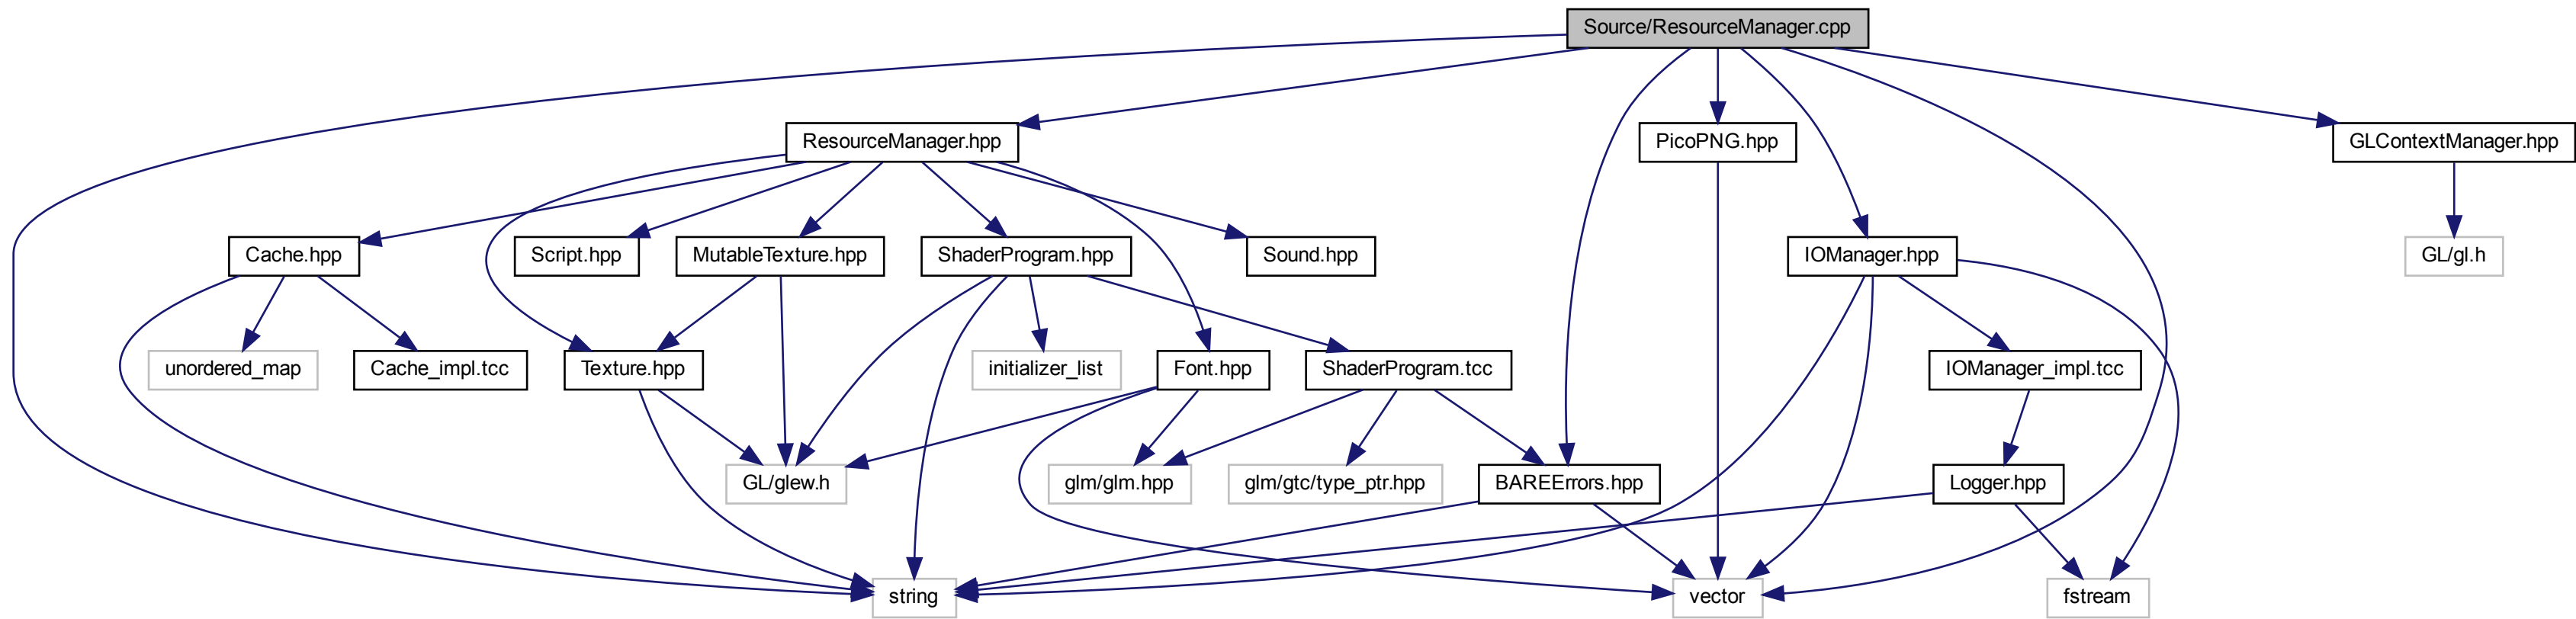 Source/ResourceManager.cpp
ResourceManager.hpp
PicoPNG.hpp
GLContextManager.hpp
Cache.hpp
Script.hpp
MutableTexture.hpp
ShaderProgram.hpp
Sound.hpp
IOManager.hpp
GL/gl.h
unordered_map
Cache_impl.tcc
Texture.hpp
initializer_list
Font.hpp
ShaderProgram.tcc
IOManager_impl.tcc
GL/glew.h
glm/glm.hpp
glm/gtc/type_ptr.hpp
BAREErrors.hpp
Logger.hpp
string
vector
fstream